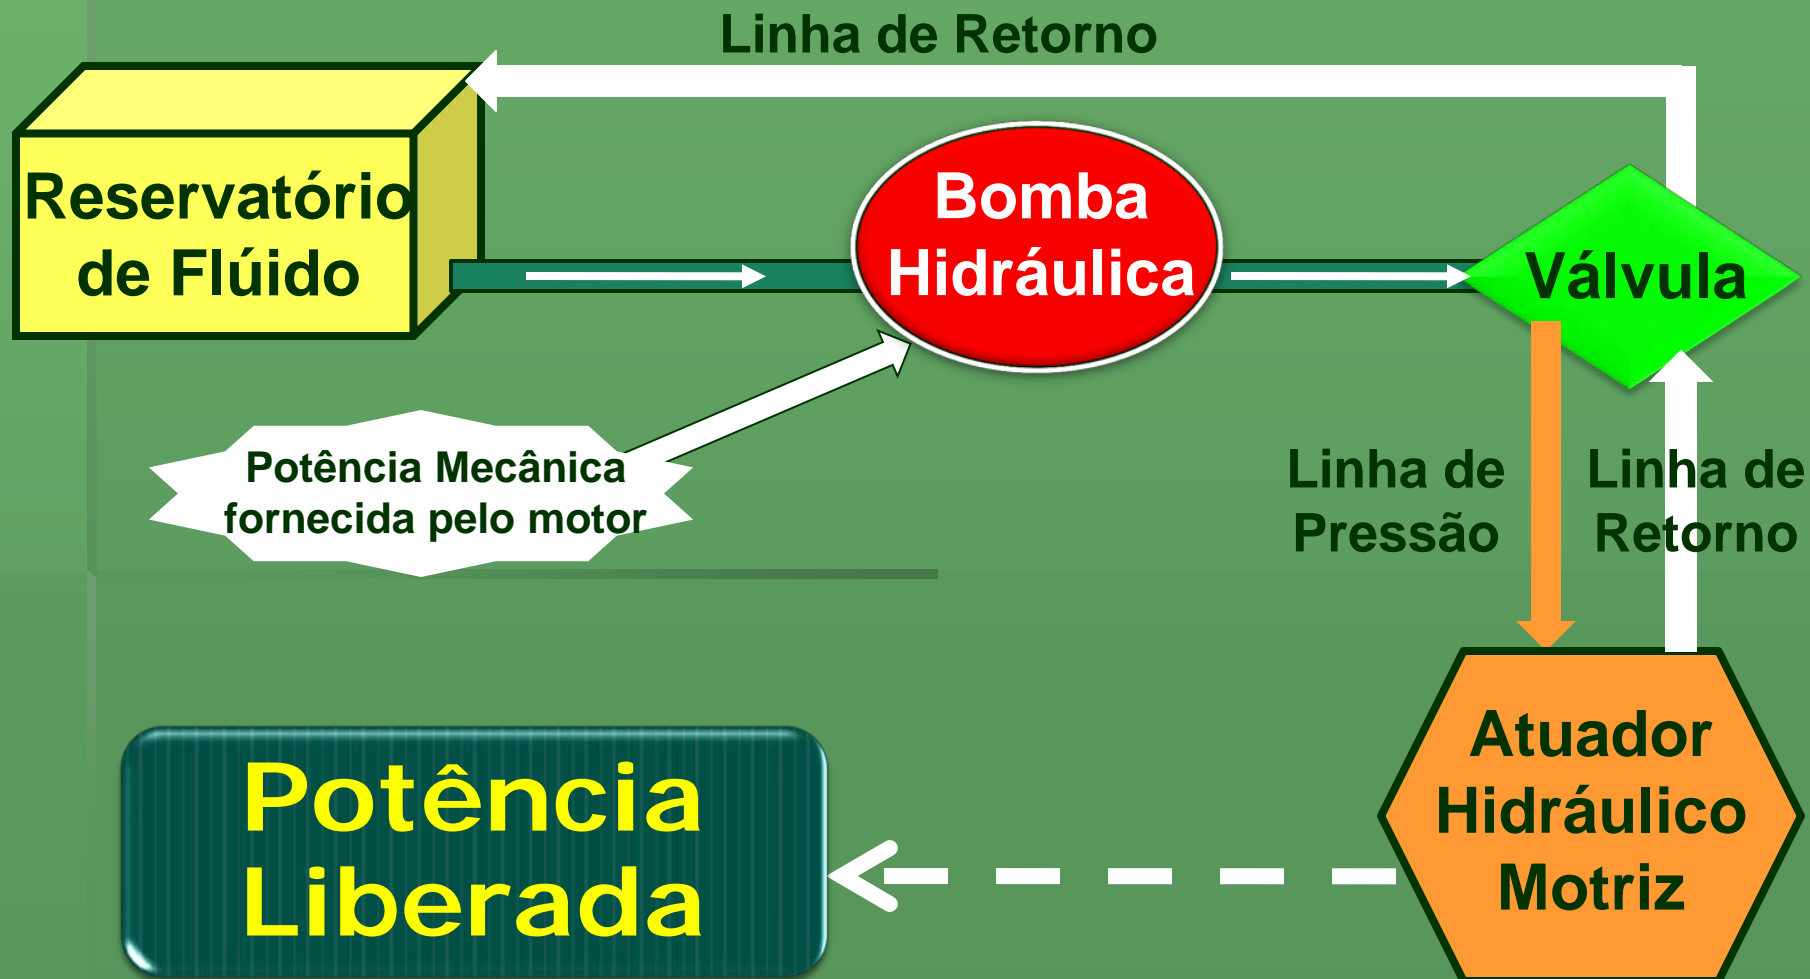 Linha de Retorno
Reservatório
de Flúido
Bomba
Hidráulica
Válvula
Potência Mecânica
fornecida pelo motor
Linha de
Pressão
Linha de
Retorno
Atuador
Hidráulico
Motriz
Potência
Liberada